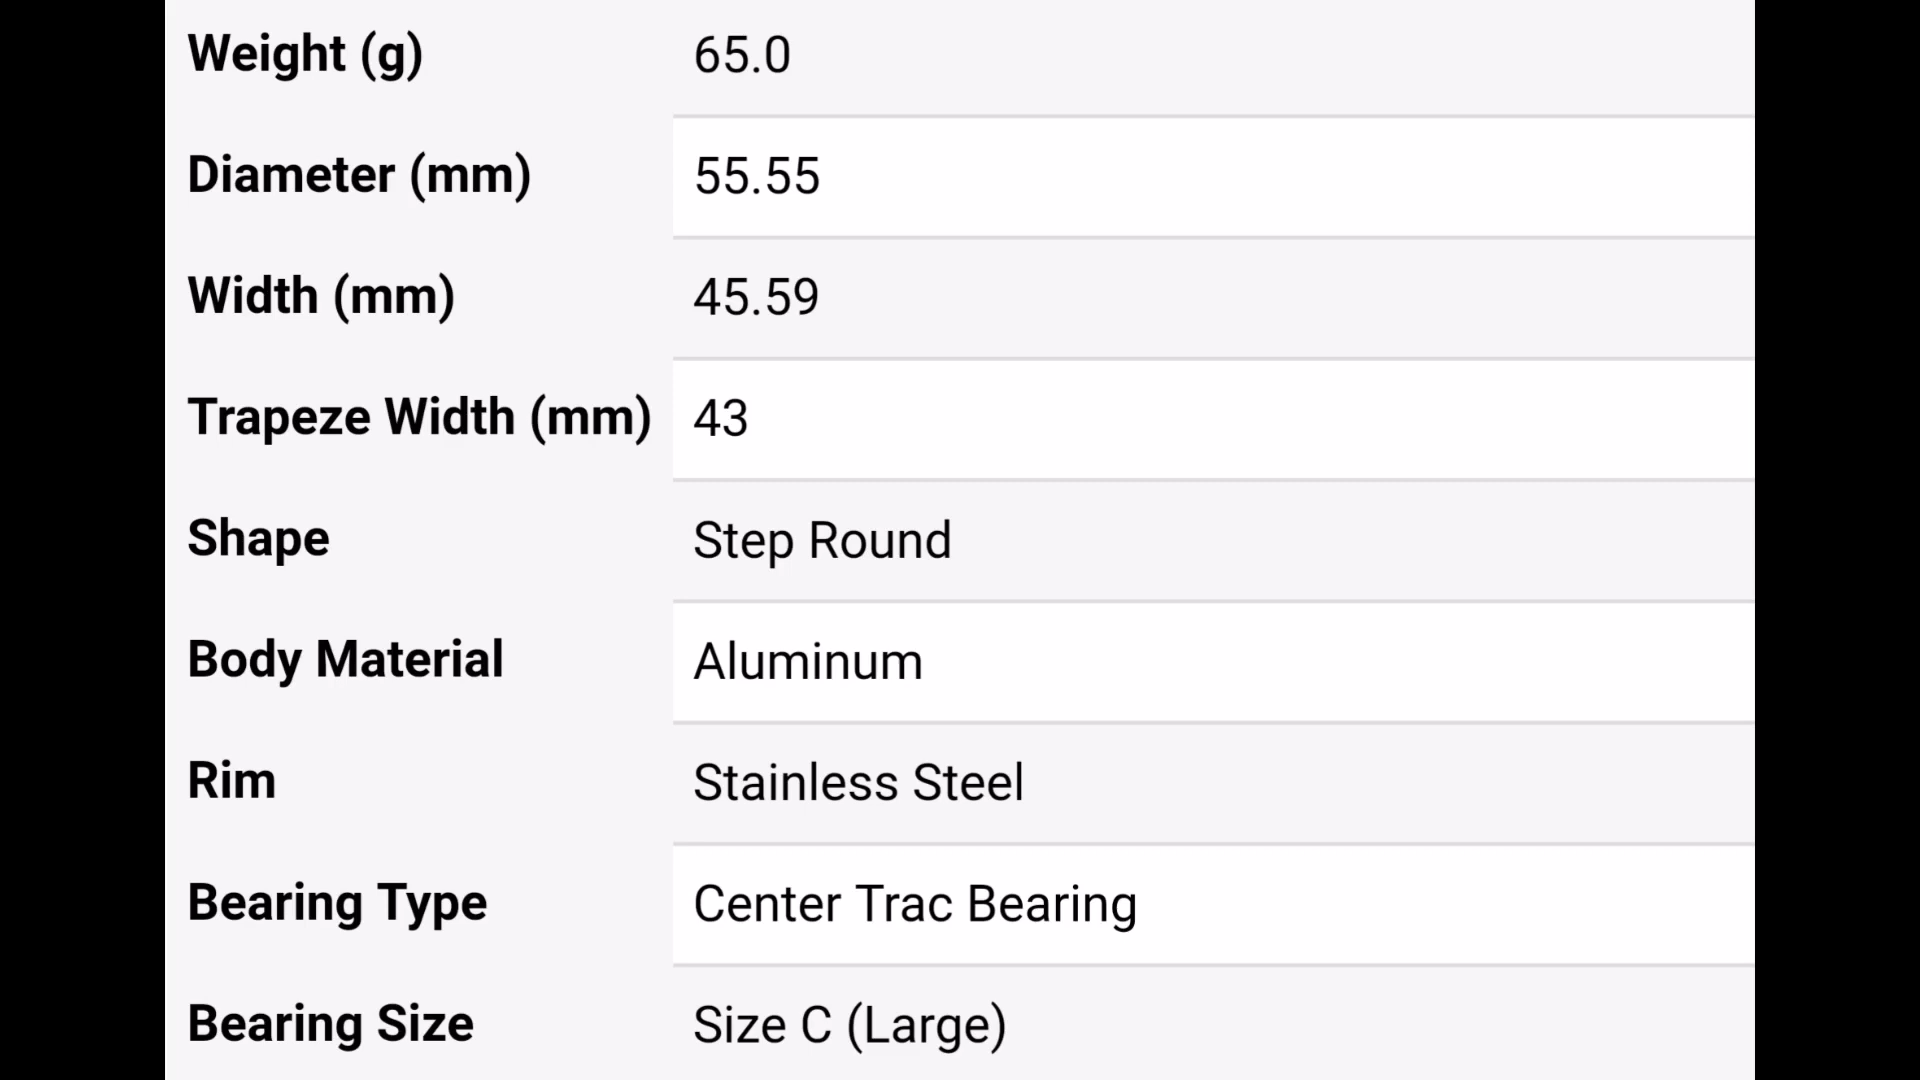 Weight (g) 65.0
Diameter (mm) 55.55
Width (mm) 45.59
Trapeze Width (mm) 43
Shape Step Round
Body Material Aluminum
Rim Stainless Steel
Bearing Type Center Trac Bearing
Bearing Size Size C (Large)